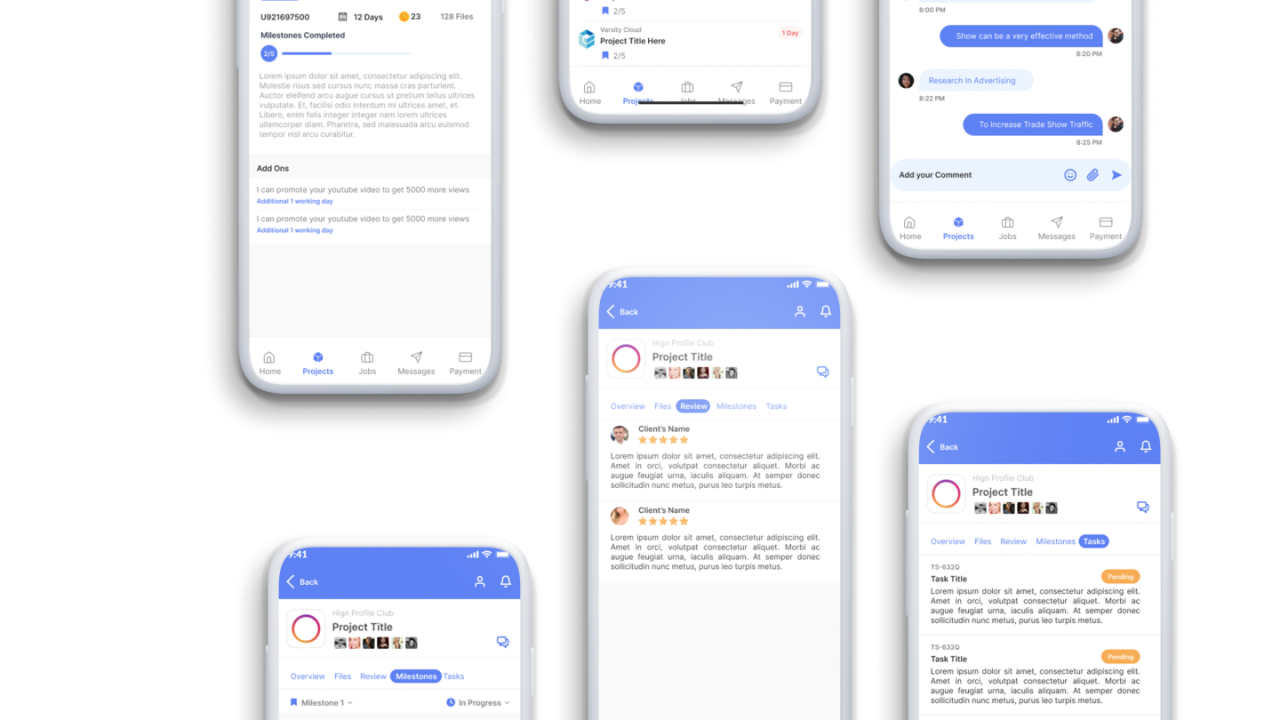 U921697500 12 Days 23 128 Files
Milestones Completed
2/5
Lorem ipsum dolor sit amet, consectetur adipiscing elit.
Molestie risus sed cursus nunc massa cras parturient.
Auctor eleifend arcu augue cursus ut pretium tellus ultrices
vulputate. Et, facilisi odio interdum mi ultrices amet, et.
Libero, enim felis integer integer nam lorem ultrices
ullamcorper diam. Pharetra, sed malesuada arcu euismod
tempor nisl arcu curabitur.
Add Ons
I can promote your youtube video to get 5000 more views
Additional 1 working day
I can promote your youtube video to get 5000 more views
Additional 1 working day
Home Projects Jobs Messages Payment
2/5
Varsity Cloud
Project Title Here
1 Day
2/5
Home Projects Jobs Messages Payment
8:00 PM
Show can be a very effective method
8:20 PM
Research In Advertising
8:22 PM
To Increase Trade Show Traffic
8:25 PM
Add your Comment
Home Projects Jobs Messages Payment
9:41
Back
Hign Profile Club
Project Title
Overview Files Review Milestones Tasks
Client's Name
Lorem ipsum dolor sit amet, consectetur adipiscing elit.
Amet in orci, volutpat consectetur aliquet. Morbi ac
augue feugiat urna, iaculis aliquam. At semper donec
sollicitudin nunc metus, purus leo turpis metus.
Client's Name
Lorem ipsum dolor sit amet, consectetur adipiscing elit.
Amet in orci, volutpat consectetur aliquet. Morbi ac
augue feugiat urna, iaculis aliquam. At semper donec
sollicitudin nunc metus, purus leo turpis metus.
9:41
Back
Hign Profile Club
Project Title
Overview Files Review Milestones Tasks
TS-632Q
Task Title
Pending
Lorem ipsum dolor sit amet, consectetur adipiscing elit.
Amet in orci, volutpat consectetur aliquet. Morbi ac
augue feugiat urna, iaculis aliquam. At semper donec
sollicitudin nunc metus, purus leo turpis metus.
TS-632Q
Task Title
Pending
Lorem ipsum dolor sit amet, consectetur adipiscing elit.
Amet in orci, volutpat consectetur aliquet. Morbi ac
augue feugiat urna, iaculis aliquam. At semper donec
sollicitudin nunc metus, purus leo turpis metus.
9:41
Back
Hign Profile Club
Project Title
Overview Files Review Milestones Tasks
Milestone 1 In Progress